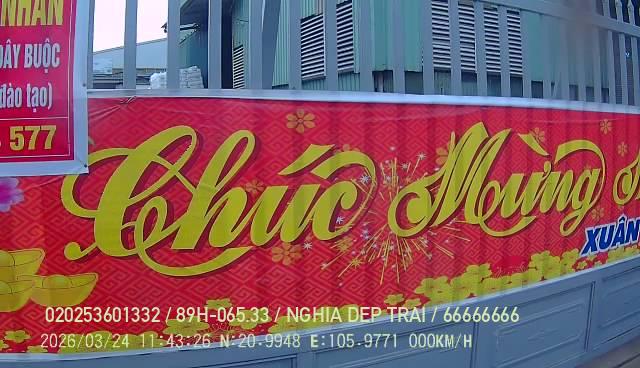 NHÂN
DÂY BUỘC
đào tạo)
577
Chúc Mừng
XUÂN
020253601332 / 89H-065.33 / NGHIA DEP TRAI / 66666666
2026/03/24 11:43:26 N:20.9948 E:105.9771 000KM/H